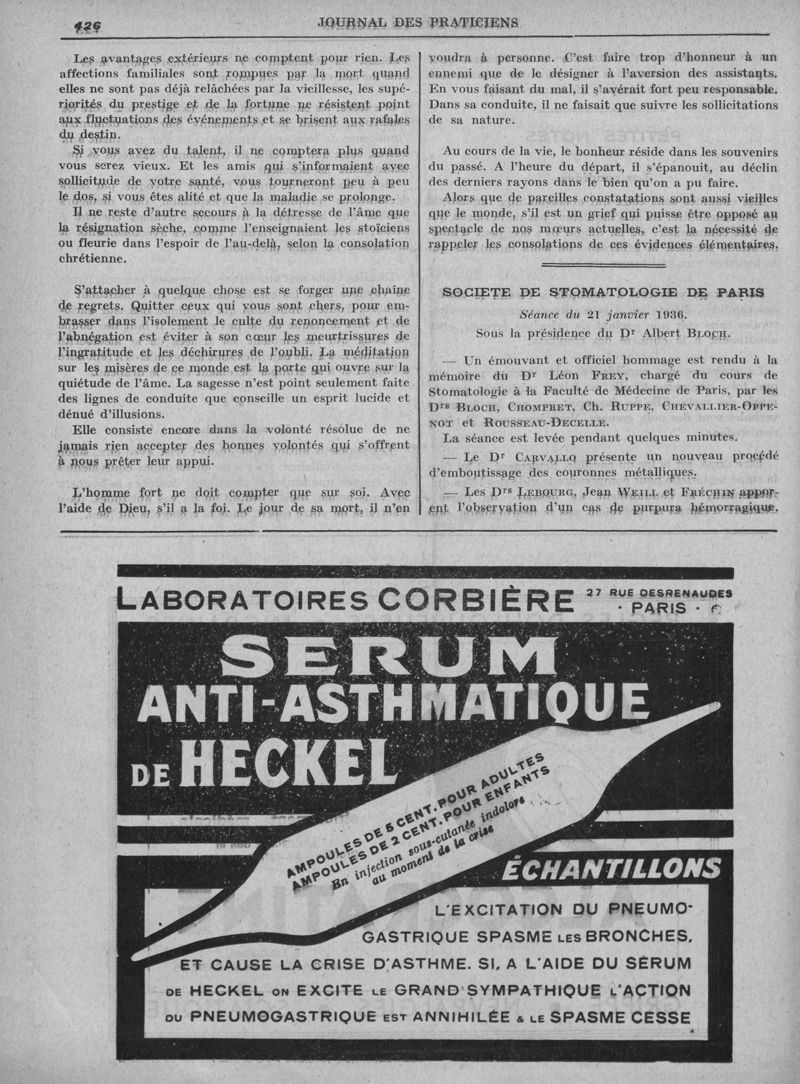 426
JOURNAL DES PRATICIENS
Les avantages extérieurs ne comptent pour rien. Les
affections familiales sont rompues par la mort quand
elles ne sont pas déjà relâchées par la vieillesse, les supé-
riorités du prestige et de la fortune ne résistent point
aux fluctuations des événements et se brisent aux rafales
du destin.
Si vous avez du talent, il ne comptera plus quand
vous serez vieux. Et les amis qui s'informaient avec
sollicitude de votre santé, vous tourneront peu à peu
le dos, si vous êtes alité et que la maladie se prolonge.
Il ne reste d'autre secours à la détresse de l'âme que
la résignation sèche, comme l'enseignaient les stoïciens
ou fleurie dans l'espoir de l'au-delà, selon la consolation
chrétienne.
S'attacher à quelque chose est se forger une chaîne
de regrets. Quitter ceux qui vous sont chers, pour em-
brasser dans l'isolement le culte du renoncement et de
l'abnégation est éviter à son cœur les meurtrissures de
l'ingratitude et les déchirures de l'oubli. La méditation
sur les misères de ce monde est la porte qui ouvre sur la
quiétude de l'âme. La sagesse n'est point seulement faite
des lignes de conduite que conseille un esprit lucide et
dénué d'illusions.
Elle consiste encore dans la volonté résolue de ne
jamais rien accepter des bonnes volontés qui s'offrent
à nous prêter leur appui.
L'homme fort ne doit compter que sur soi. Avec
l'aide de Dieu, s'il a la foi. Le jour de sa mort, il n'en
voudra à personne. C'est faire trop d'honneur à un
ennemi que de le désigner à l'aversion des assistants.
En vous faisant du mal, il s'avérait fort peu responsable.
Dans sa conduite, il ne faisait que suivre les sollicitations
de sa nature.
Au cours de la vie, le bonheur réside dans les souvenirs
du passé. A l'heure du départ, il s'épanouit, au déclin
des derniers rayons dans le bien qu'on a pu faire.
Alors que de pareilles constatations sont aussi vieilles
que le monde, s'il est un grief qui puisse être opposé au
spectacle de nos mœurs actuelles, c'est la nécessité de
rappeler les consolations de ces évidences élémentaires.
SOCIETE DE STOMATOLOGIE DE PARIS
Séance du 21 janvier 1936.
Sous la présidence du Dr Albert BLOCH.
— Un émouvant et officiel hommage est rendu à la
mémoire du Dr Léon FREY, chargé du cours de
Stomatologie à la Faculté de Médecine de Paris, par les
Drs BLOCH, CHOMPRET, Ch. RUPPE, CHEVALLIER-OPPE-
NOT et ROUSSEAU-DECELLE.
La séance est levée pendant quelques minutes.
— Le Dr CARVALLO présente un nouveau procédé
d'emboutissage des couronnes métalliques.
— Les Drs LEBOURG, Jean WEILL et FRÉCHIN appor-
ent l'observation d'un cas de purpura hémorragique,
LABORATOIRES CORBIÈRE
27 RUE DESRENAUDES
· PARIS ·
SERUM
ANTI-ASTHMATIQUE
DE HECKEL
AMPOULES DE 5 CENT. POUR ADULTES
AMPOULES DE 2 CENT. POUR ENFANTS
En injection sous-cutanée indolore
au moment de la crise
ÉCHANTILLONS
L'EXCITATION DU PNEUMO-
GASTRIQUE SPASME LES BRONCHES,
ET CAUSE LA CRISE D'ASTHME. SI, A L'AIDE DU SÉRUM
DE HECKEL ON EXCITE LE GRAND SYMPATHIQUE L'ACTION
DU PNEUMOGASTRIQUE EST ANNIHILÉE & LE SPASME CESSE